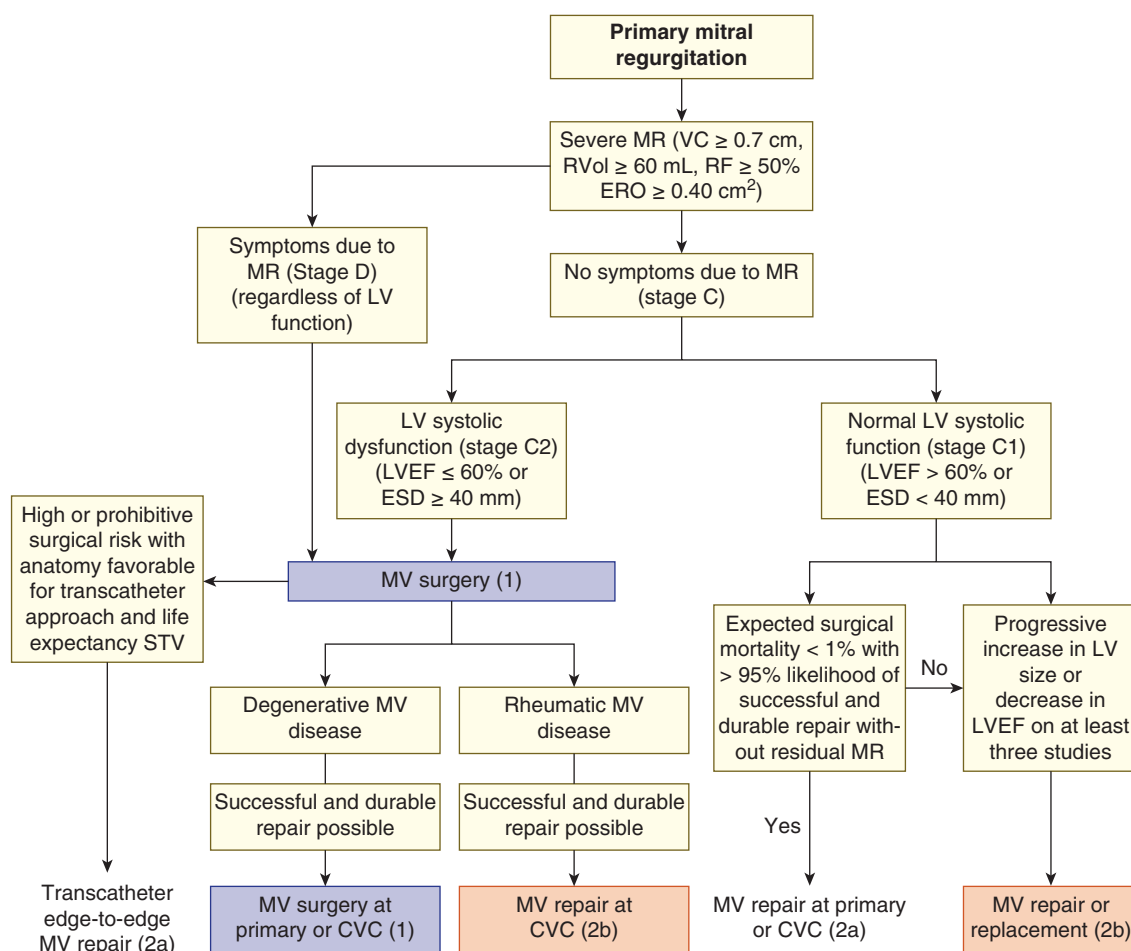 Primary mitral
regurgitation
Severe MR (VC ≥ 0.7 cm,
RVol ≥ 60 mL, RF ≥ 50%
ERO ≥ 0.40 cm²)
Symptoms due to
MR (Stage D)
(regardless of LV
function)
No symptoms due to MR
(stage C)
LV systolic
dysfunction (stage C2)
(LVEF ≤ 60% or
ESD ≥ 40 mm)
Normal LV systolic
function (stage C1)
(LVEF > 60% or
ESD < 40 mm)
High or prohibitive
surgical risk with
anatomy favorable
for transcatheter
approach and life
expectancy STV
MV surgery (1)
Expected surgical
mortality < 1% with
> 95% likelihood of
successful and
durable repair with-
out residual MR
No
Progressive
increase in LV
size or
decrease in
LVEF on at least
three studies
Degenerative MV
disease
Rheumatic MV
disease
Successful and durable
repair possible
Successful and durable
repair possible
Yes
Transcatheter
edge-to-edge
MV repair (2a)
MV surgery at
primary or CVC (1)
MV repair at
CVC (2b)
MV repair at primary
or CVC (2a)
MV repair or
replacement (2b)